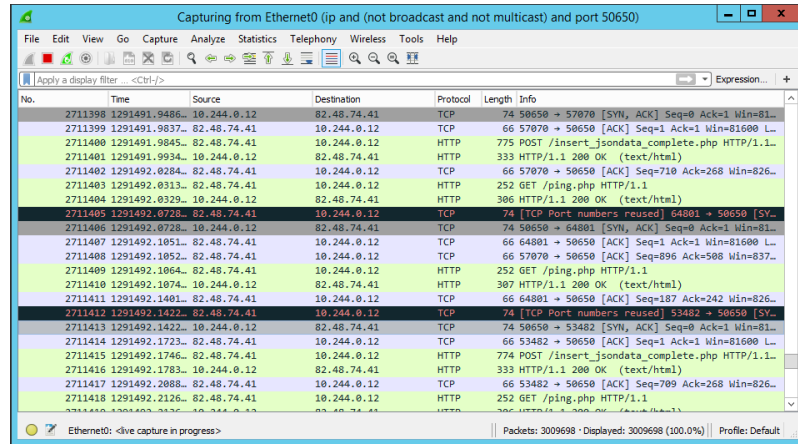 Capturing from Ethernet0 (ip and (not broadcast and not multicast) and port 50650)
File Edit View Go Capture Analyze Statistics Telephony Wireless Tools Help
Apply a display filter ... <Ctrl-/> Expression... +
No. Time Source Destination Protocol Length Info
2711398 1291491.9486… 10.244.0.12 82.48.74.41 TCP 74 50650 → 57070 [SYN, ACK] Seq=0 Ack=1 Win=81…
2711399 1291491.9837… 82.48.74.41 10.244.0.12 TCP 66 57070 → 50650 [ACK] Seq=1 Ack=1 Win=81600 L…
2711400 1291491.9845… 82.48.74.41 10.244.0.12 HTTP 775 POST /insert_jsondata_complete.php HTTP/1.1…
2711401 1291491.9934… 10.244.0.12 82.48.74.41 HTTP 333 HTTP/1.1 200 OK (text/html)
2711402 1291492.0284… 82.48.74.41 10.244.0.12 TCP 66 57070 → 50650 [ACK] Seq=710 Ack=268 Win=826…
2711403 1291492.0313… 82.48.74.41 10.244.0.12 HTTP 252 GET /ping.php HTTP/1.1
2711404 1291492.0329… 10.244.0.12 82.48.74.41 HTTP 306 HTTP/1.1 200 OK (text/html)
2711405 1291492.0728… 82.48.74.41 10.244.0.12 TCP 74 [TCP Port numbers reused] 64801 → 50650 [SY…
2711406 1291492.0728… 10.244.0.12 82.48.74.41 TCP 74 50650 → 64801 [SYN, ACK] Seq=0 Ack=1 Win=81…
2711407 1291492.1051… 82.48.74.41 10.244.0.12 TCP 66 64801 → 50650 [ACK] Seq=1 Ack=1 Win=81600 L…
2711408 1291492.1052… 82.48.74.41 10.244.0.12 TCP 66 57070 → 50650 [ACK] Seq=896 Ack=508 Win=837…
2711409 1291492.1064… 82.48.74.41 10.244.0.12 HTTP 252 GET /ping.php HTTP/1.1
2711410 1291492.1074… 10.244.0.12 82.48.74.41 HTTP 307 HTTP/1.1 200 OK (text/html)
2711411 1291492.1401… 82.48.74.41 10.244.0.12 TCP 66 64801 → 50650 [ACK] Seq=187 Ack=242 Win=826…
2711412 1291492.1422… 82.48.74.41 10.244.0.12 TCP 74 [TCP Port numbers reused] 53482 → 50650 [SY…
2711413 1291492.1422… 10.244.0.12 82.48.74.41 TCP 74 50650 → 53482 [SYN, ACK] Seq=0 Ack=1 Win=81…
2711414 1291492.1723… 82.48.74.41 10.244.0.12 TCP 66 53482 → 50650 [ACK] Seq=1 Ack=1 Win=81600 L…
2711415 1291492.1746… 82.48.74.41 10.244.0.12 HTTP 774 POST /insert_jsondata_complete.php HTTP/1.1…
2711416 1291492.1783… 10.244.0.12 82.48.74.41 HTTP 333 HTTP/1.1 200 OK (text/html)
2711417 1291492.2088… 82.48.74.41 10.244.0.12 TCP 66 53482 → 50650 [ACK] Seq=709 Ack=268 Win=826…
2711418 1291492.2126… 82.48.74.41 10.244.0.12 HTTP 252 GET /ping.php HTTP/1.1
Ethernet0: <live capture in progress> Packets: 3009698 · Displayed: 3009698 (100.0%) Profile: Default